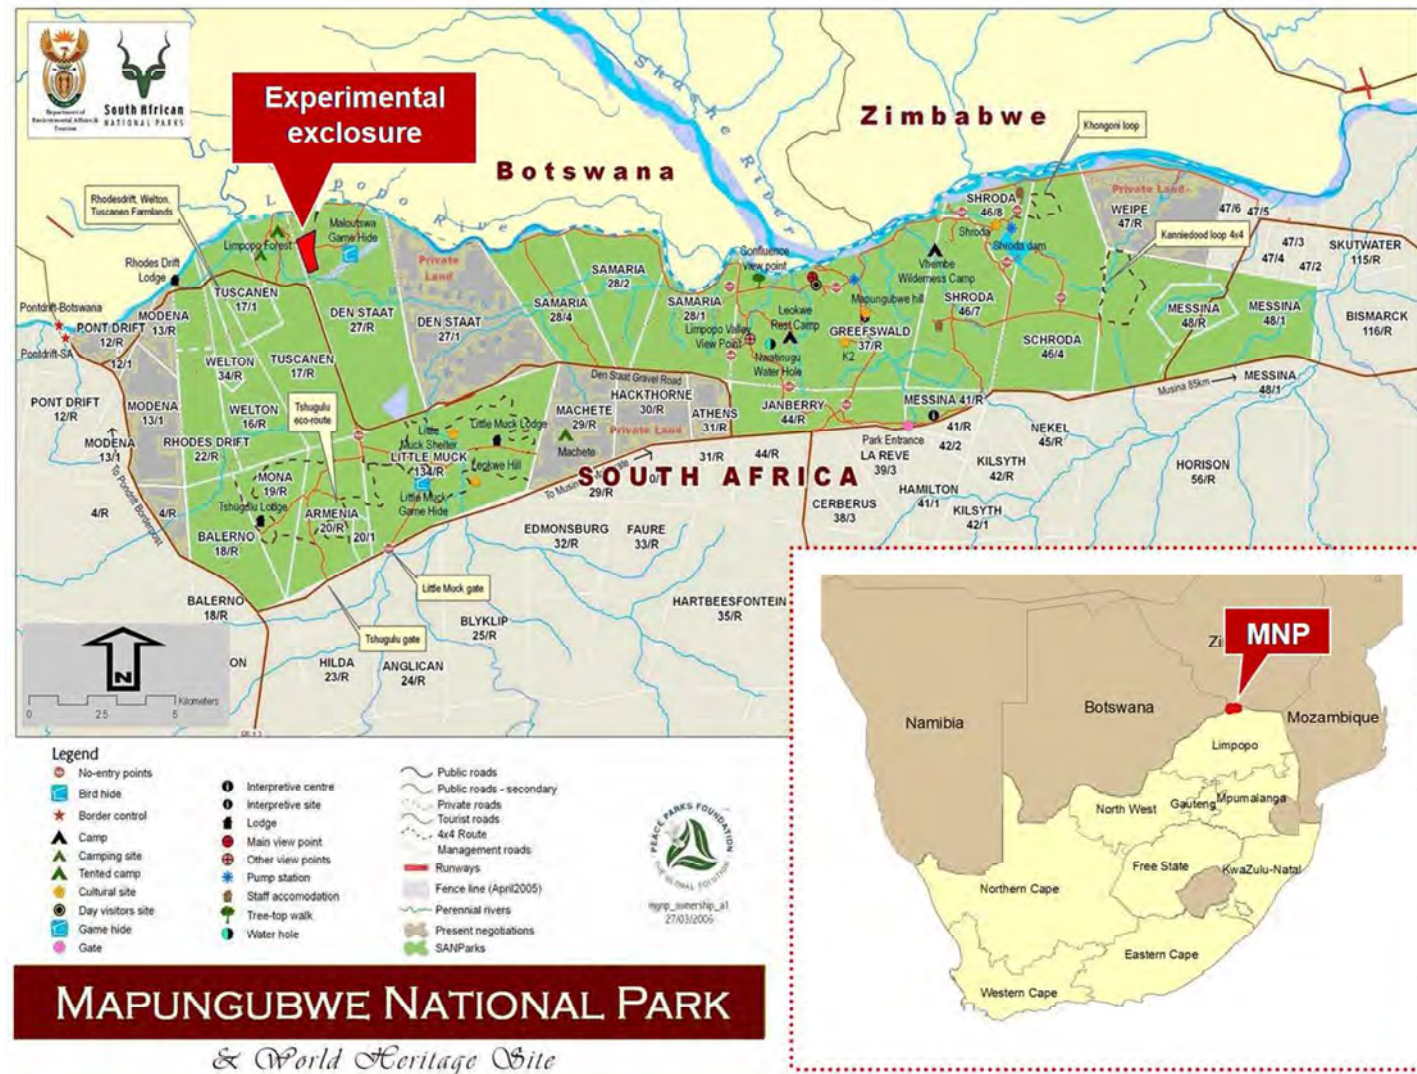 Department of
Environmental Affairs &
Tourism
South African
NATIONAL PARKS
Experimental
exclosure
Botswana
Zimbabwe
Shashe River
Limpopo River
Khongoni loop
Rhodesdrift, Welton,
Tuscanen Farmlands
Limpopo Forest
Maloutswa
Game Hide
Private
Land
Rhodes Drift
Lodge
Pontdrift-Botswana
Pontdrift-SA
PONT DRIFT
12/R
12/1
MODENA
13/R
TUSCANEN
17/1
DEN STAAT
27/R
DEN STAAT
27/1
SAMARIA
28/4
SAMARIA
28/2
SAMARIA
28/1
Confluence
view point
Limpopo Valley
View Point
Leokwe
Rest Camp
Nwatinugu
Water Hole
Mapungubwe hill
GREEFSWALD
37/R
K2
Vhembe
Wilderness Camp
SHRODA
46/8
Shroda
Shroda dam
SHRODA
46/7
SCHRODA
46/4
Private Land
WEIPE
47/R
Kanniedood loop 4x4
47/6
47/5
47/3
47/4
47/2
SKUTWATER
115/R
MESSINA
48/R
MESSINA
48/1
BISMARCK
116/R
Musina 85km
MESSINA
48/1
WELTON
34/R
TUSCANEN
17/R
WELTON
16/R
Tshugulu
eco-route
PONT DRIFT
12/R
MODENA
13/1
MODENA
13/1
To Pondrift Borderpost
4/R
4/R
RHODES DRIFT
22/R
MONA
19/R
Tshugulu Lodge
ARMENIA
20/R
20/1
BALERNO
18/R
BALERNO
18/R
Little
Muck Shelter
LITTLE MUCK
134/R
Little Muck Lodge
Leokwe Hill
Little Muck
Game Hide
Den Staat Gravel Road
MACHETE
29/R
Machete
HACKTHORNE
30/R
Private Land
ATHENS
31/R
JANBERRY
44/R
MESSINA 41/R
41/R
42/2
Park Entrance
LA REVE
39/3
NEKEL
45/R
KILSYTH
42/R
HORISON
56/R
HAMILTON
41/1
KILSYTH
42/1
CERBERUS
38/3
31/R
44/R
SOUTH AFRICA
29/R
EDMONSBURG
32/R
FAURE
33/R
HARTBEESFONTEIN
35/R
Little Muck gate
Tshugulu gate
BLYKLIP
25/R
HILDA
23/R
ANGLICAN
24/R
ON
N
0 2.5 5 Kilometers
Legend
No-entry points
Bird hide
Border control
Camp
Camping site
Tented camp
Cultural site
Day visitors site
Game hide
Gate
Interpretive centre
Interpretive site
Lodge
Main view point
Other view points
Pump station
Staff accomodation
Tree-top walk
Water hole
Public roads
Public roads - secondary
Private roads
Tourist roads
4x4 Route
Management roads
Runways
Fence line (April2005)
Perennial rivers
Present negotiations
SANParks
PEACE PARKS FOUNDATION
THE GLOBAL SOLUTION
27/03/2006
MAPUNGUBWE NATIONAL PARK
& World Heritage Site
MNP
Namibia
Botswana
Mozambique
Limpopo
North West
Gauteng
Mpumalanga
Free State
KwaZulu-Natal
Northern Cape
Eastern Cape
Western Cape